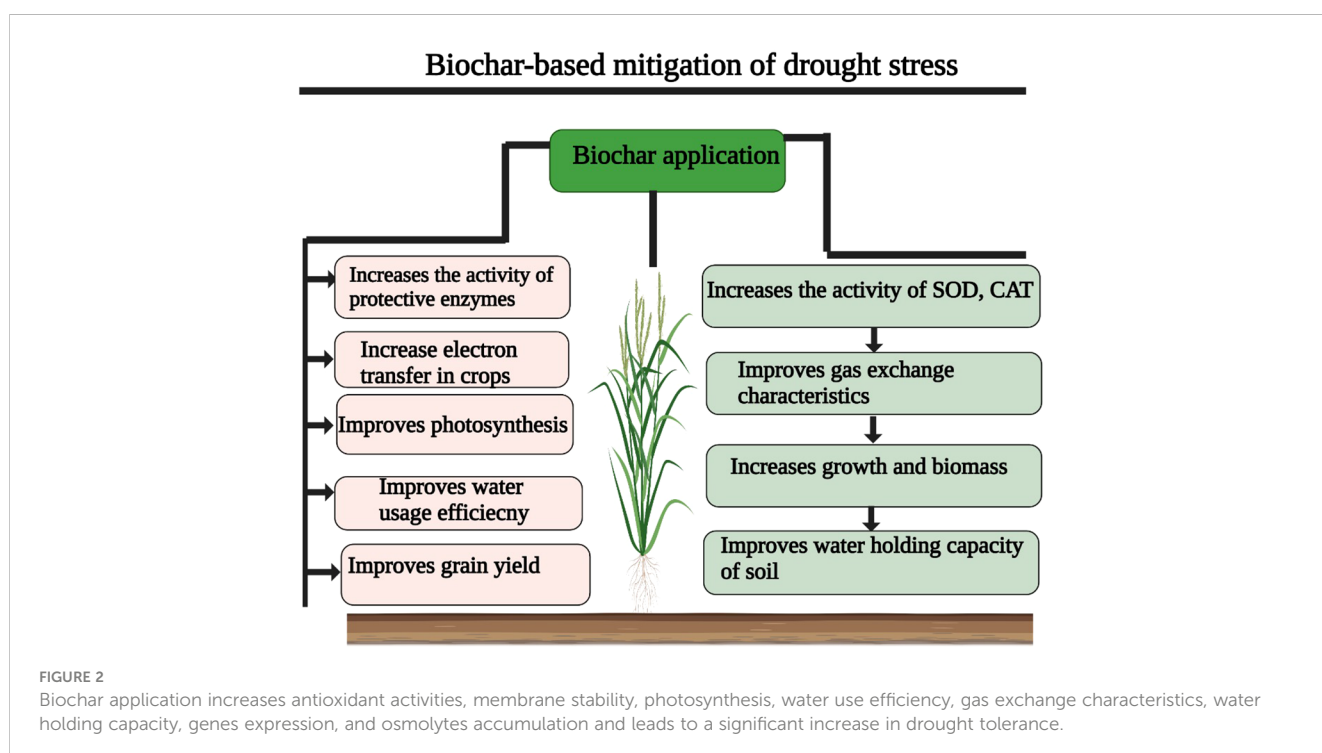 Biochar-based mitigation of drought stress
Biochar application
Increases the activity of
protective enzymes
Increase electron
transfer in crops
Improves photosynthesis
Improves water
usage efficiecny
Improves grain yield
Increases the activity of SOD, CAT
Improves gas exchange
characteristics
Increases growth and biomass
Improves water holding capacity
of soil
FIGURE 2
Biochar application increases antioxidant activities, membrane stability, photosynthesis, water use efficiency, gas exchange characteristics, water
holding capacity, genes expression, and osmolytes accumulation and leads to a significant increase in drought tolerance.